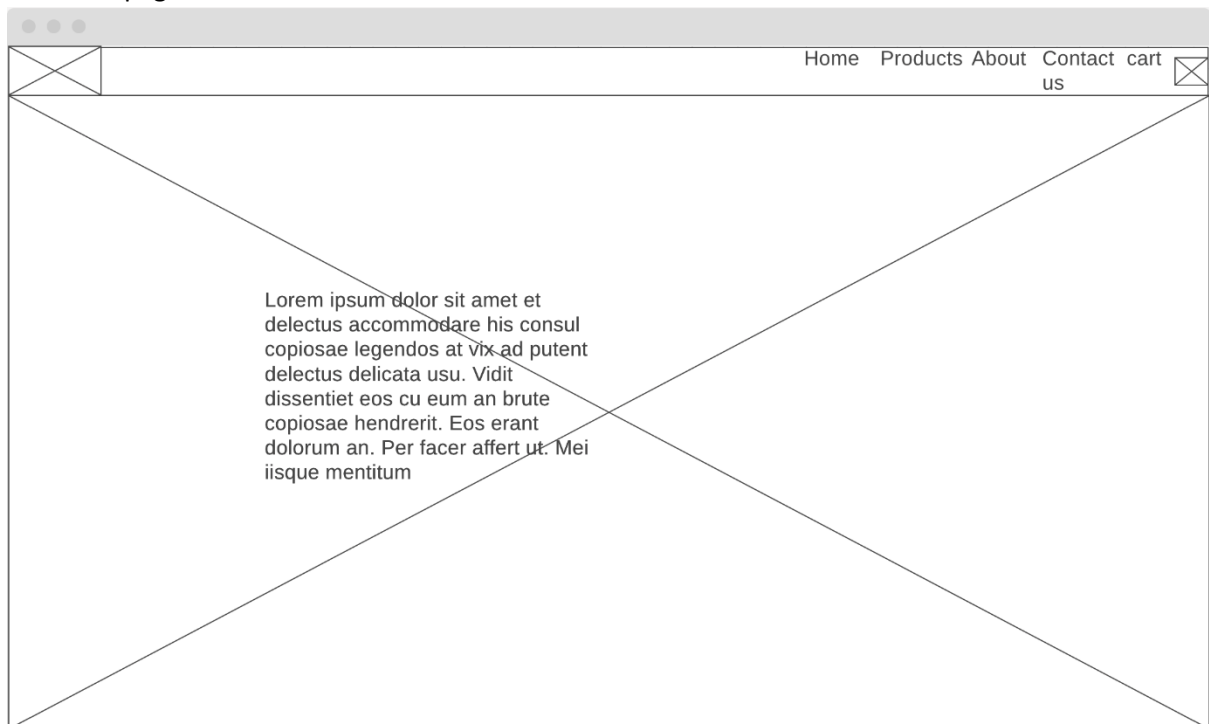 Home Products About Contact cart
us
Lorem ipsum dolor sit amet et
delectus accommodare his consul
copiosae legendos at vix ad putent
delectus delicata usu. Vidit
dissentiet eos cu eum an brute
copiosae hendrerit. Eos erant
dolorum an. Per facer affert ut. Mei
iisque mentitum